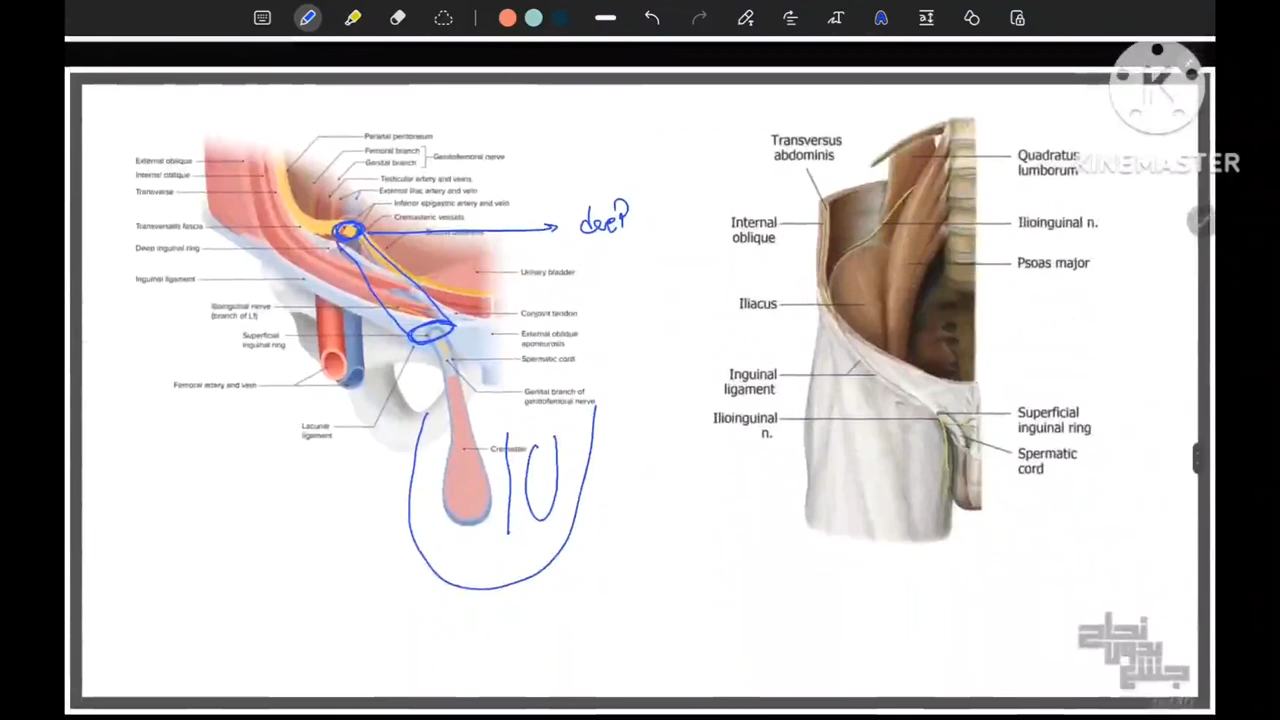 KINEMASTER
Parietal peritoneum
Femoral branch
Genital branch
Genitofemoral nerve
Testicular artery and veins
External iliac artery and vein
Inferior epigastric artery and vein
Cremasteric vessels
External oblique
Internal oblique
Transverse
Transversalis fascia
Deep inguinal ring
Inguinal ligament
Ilioinguinal nerve
(branch of L1)
Superficial
inguinal ring
Femoral artery and vein
Lacunar
ligament
Urinary bladder
Conjoint tendon
External oblique
aponeurosis
Spermatic cord
Genital branch of
genitofemoral nerve
Cremaster
deeP
10
Transversus
abdominis
Internal
oblique
Iliacus
Inguinal
ligament
Ilioinguinal
n.
Quadratus
lumborum
Ilioinguinal n.
Psoas major
Superficial
inguinal ring
Spermatic
cord